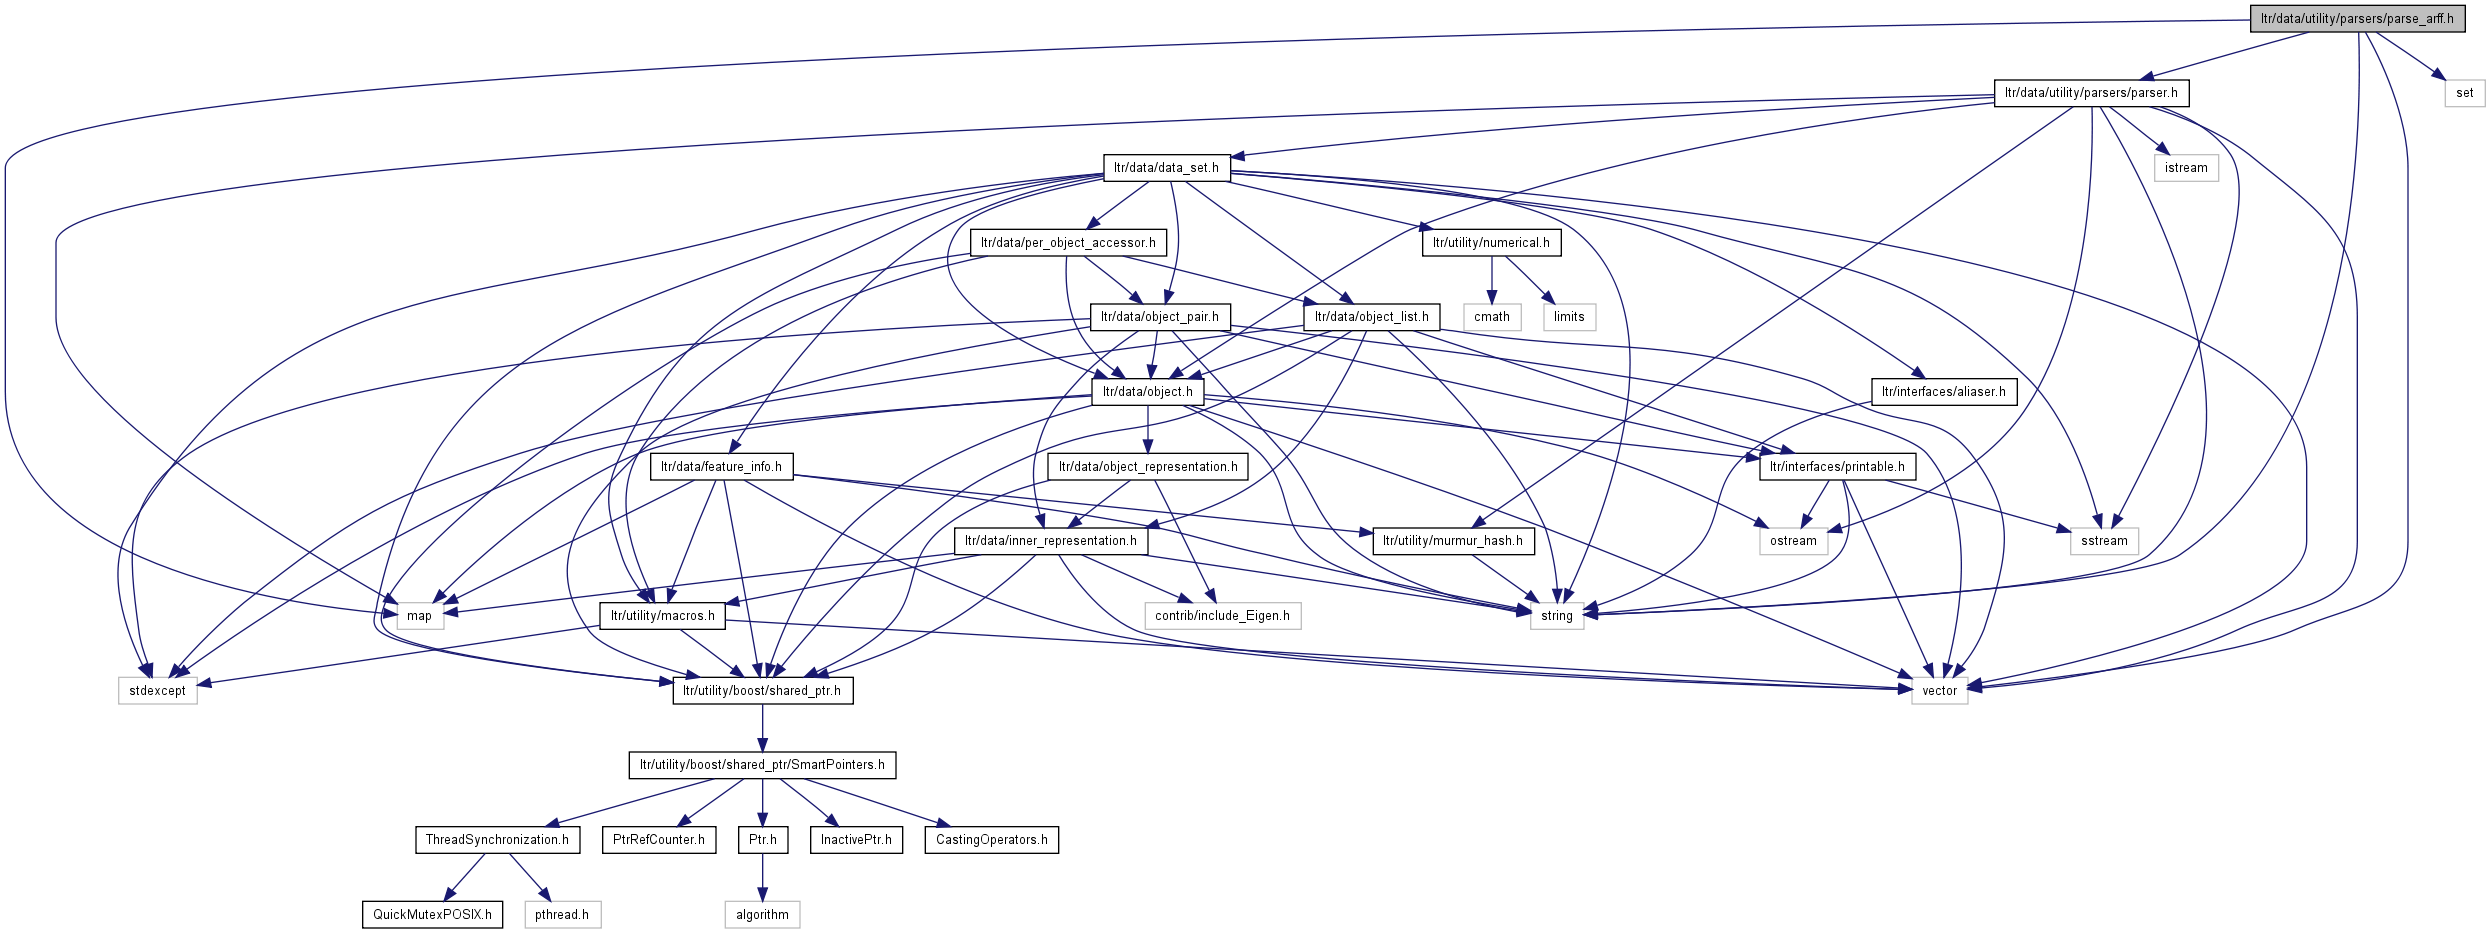 ltr/data/utility/parsers/parse_arff.h
ltr/data/utility/parsers/parser.h
set
ltr/data/data_set.h
istream
ltr/data/per_object_accessor.h
ltr/utility/numerical.h
ltr/data/object_pair.h
ltr/data/object_list.h
cmath
limits
ltr/data/object.h
ltr/interfaces/aliaser.h
ltr/data/feature_info.h
ltr/data/object_representation.h
ltr/interfaces/printable.h
ltr/data/inner_representation.h
ltr/utility/murmur_hash.h
ostream
sstream
map
ltr/utility/macros.h
contrib/include_Eigen.h
string
stdexcept
ltr/utility/boost/shared_ptr.h
vector
ltr/utility/boost/shared_ptr/SmartPointers.h
ThreadSynchronization.h
PtrRefCounter.h
Ptr.h
InactivePtr.h
CastingOperators.h
QuickMutexPOSIX.h
pthread.h
algorithm